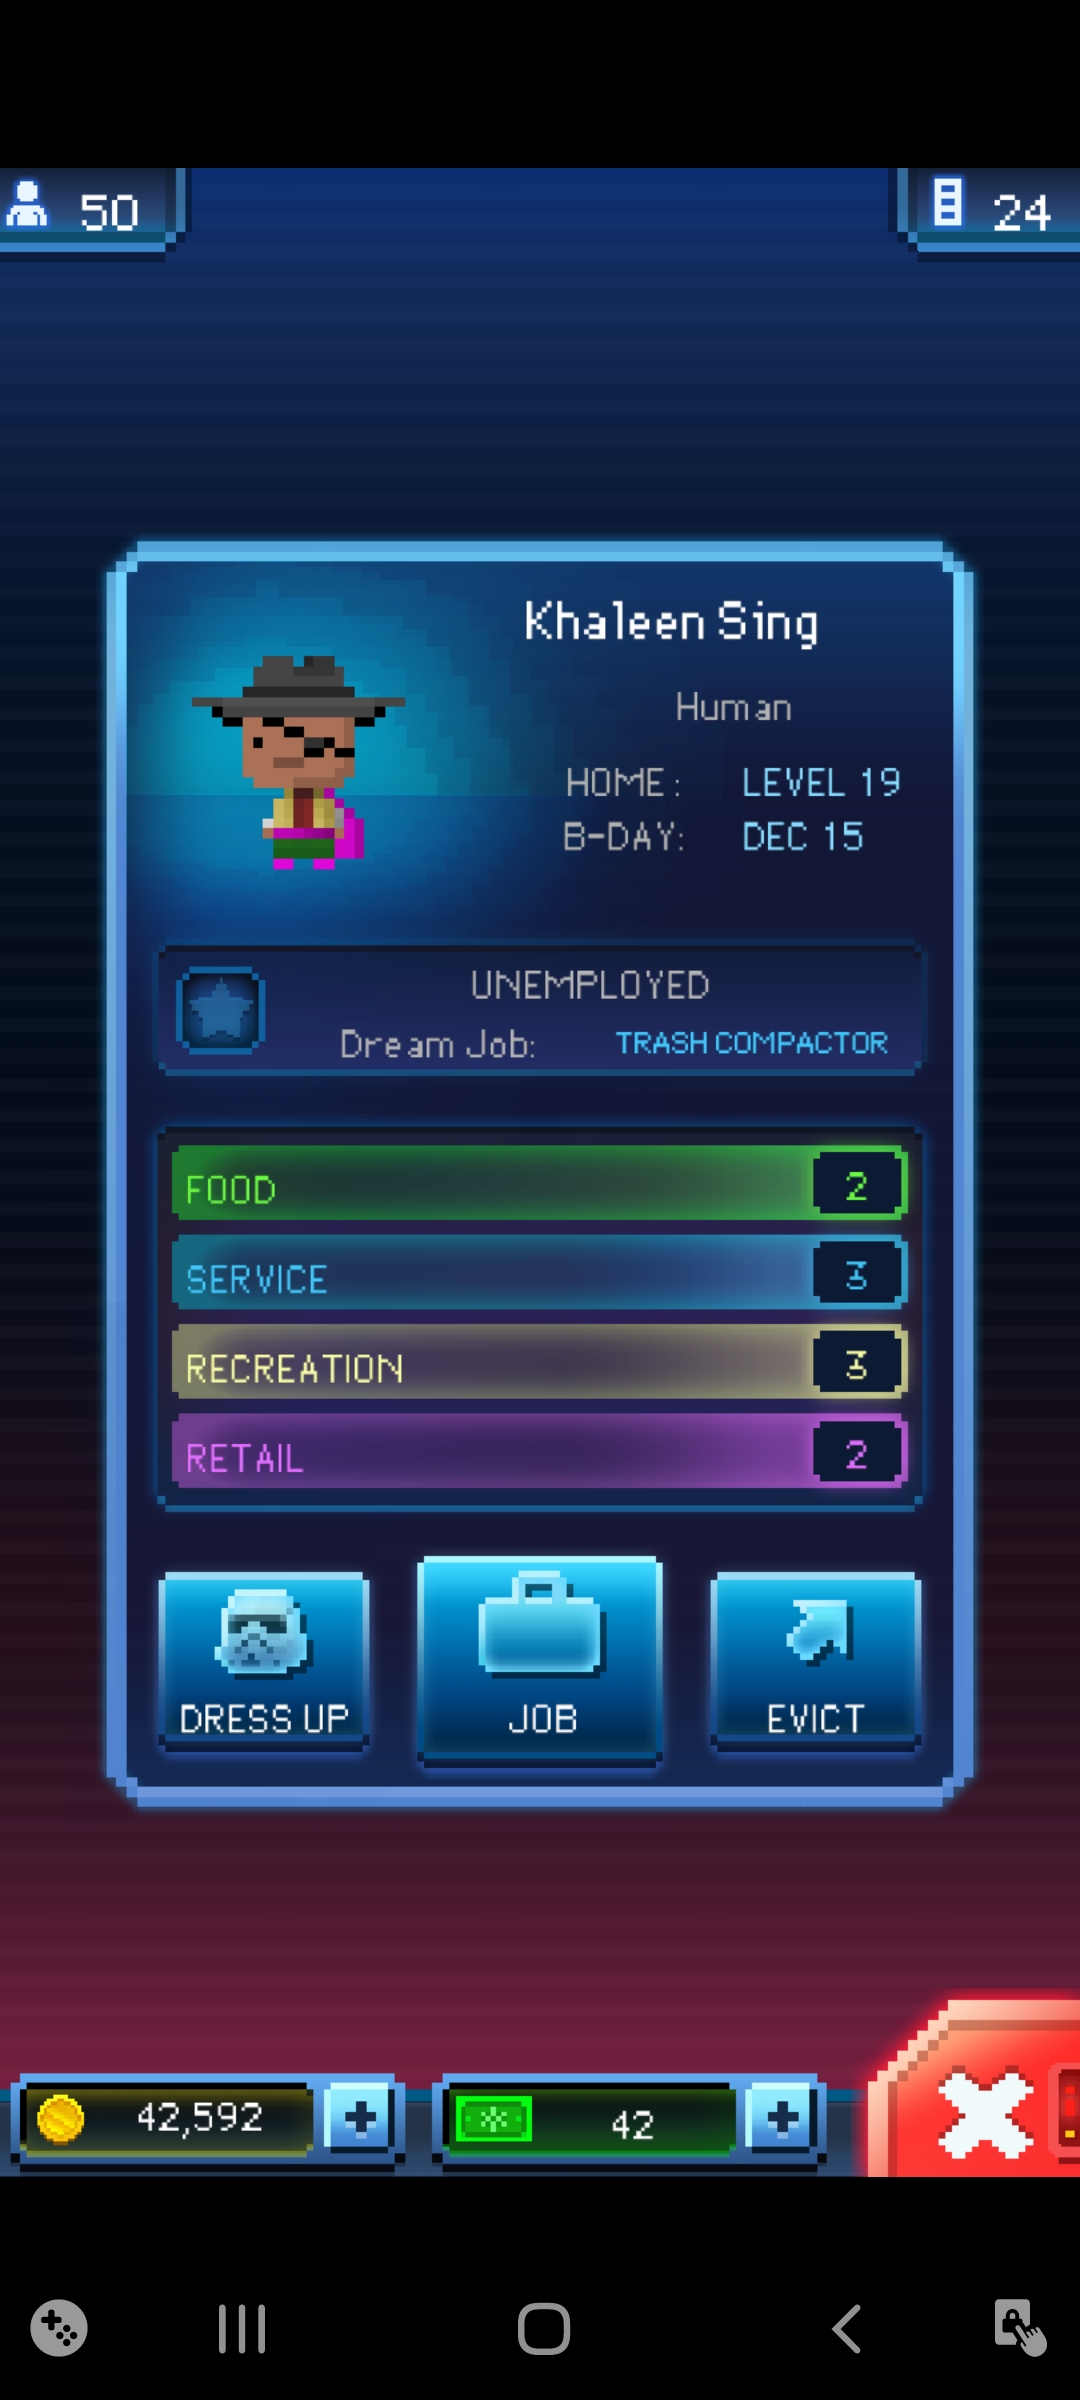 50
24
Khaleen Sing
Human
HOME: LEVEL 19
B-DAY: DEC 15
UNEMPLOYED
Dream Job: TRASH COMPACTOR
FOOD 2
SERVICE 3
RECREATION 3
RETAIL 2
DRESS UP
JOB
EVICT
42,592
42